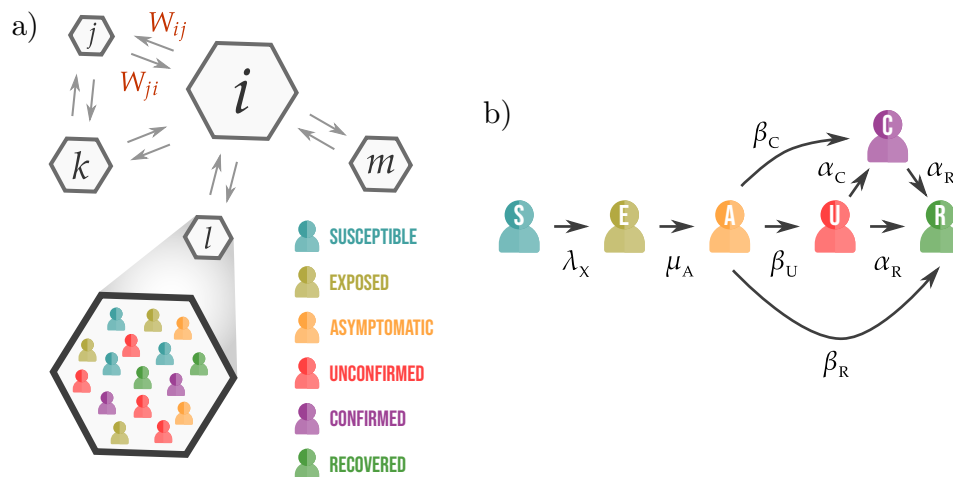 a)
j
W_ij
W_ji
i
k
m
l
SUSCEPTIBLE
EXPOSED
ASYMPTOMATIC
UNCONFIRMED
CONFIRMED
RECOVERED
b)
C
β_C
α_C
α_R
S
E
A
U
R
λ_X
μ_A
β_U
α_R
β_R